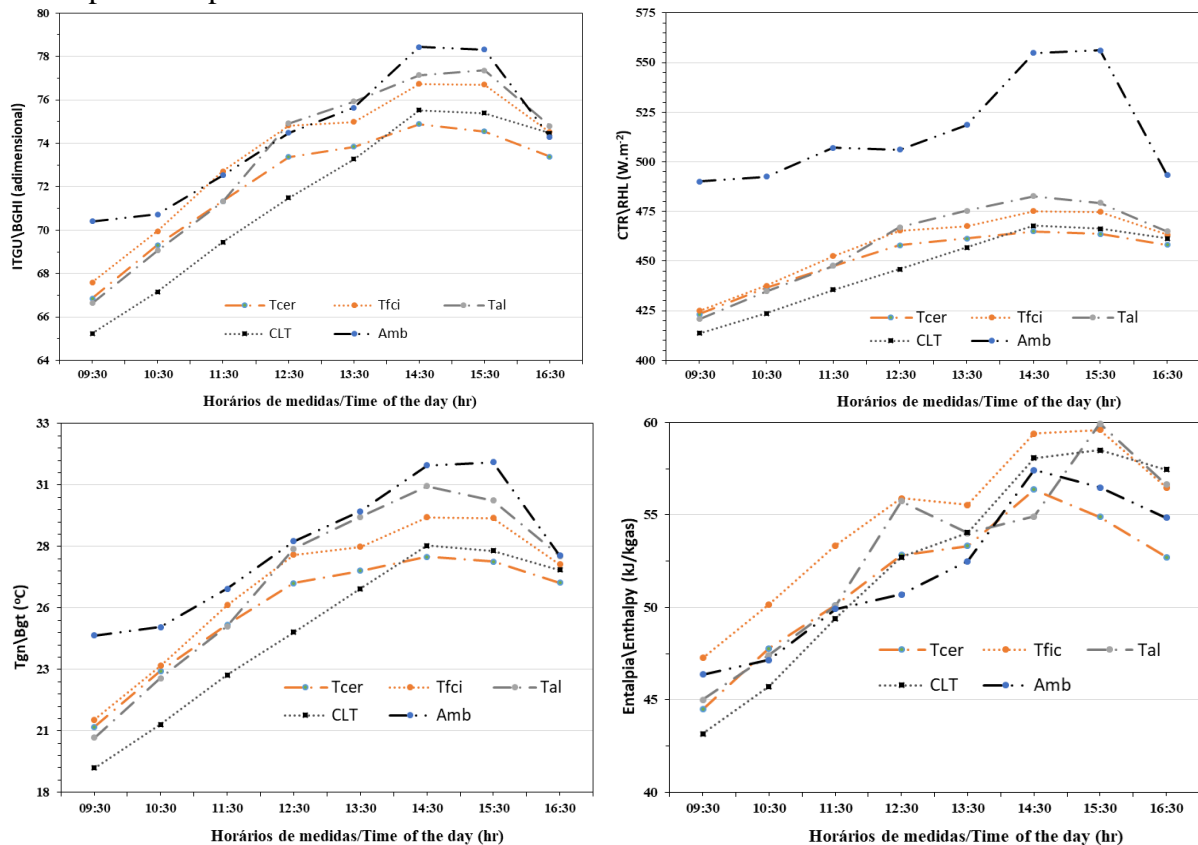 80
78
76
74
72
70
68
66
64
ITGU\BGHI (adimensional)
Tcer
Tfci
Tal
CLT
Amb
09:30 10:30 11:30 12:30 13:30 14:30 15:30 16:30
Horários de medidas/Time of the day (hr)
575
550
525
500
475
450
425
400
CTR\RHL (W.m-2)
Tcer
Tfci
Tal
CLT
Amb
09:30 10:30 11:30 12:30 13:30 14:30 15:30 16:30
Horários de medidas/Time of the day (hr)
33
31
28
26
23
21
18
Tgn\Bgt (ºC)
Tcer
Tfci
Tal
CLT
Amb
09:30 10:30 11:30 12:30 13:30 14:30 15:30 16:30
Horários de medidas/Time of the day (hr)
60
55
50
45
40
Entalpia\Enthalpy (kJ/kgas)
Tcer
Tfic
Tal
CLT
Amb
09:30 10:30 11:30 12:30 13:30 14:30 15:30 16:30
Horários de medidas/Time of the day (hr)